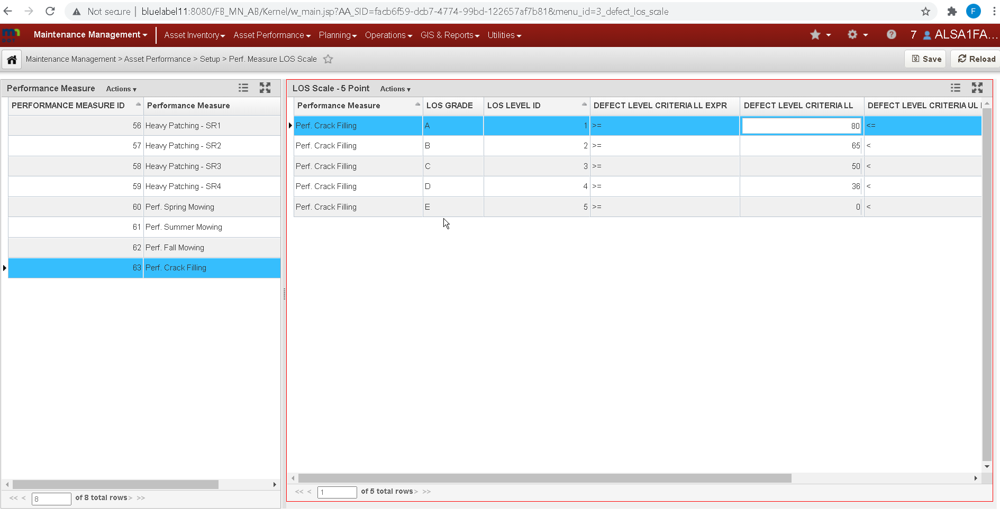 Not secure | bluelabel11:8080/FB_MN_AB/Kernel/w_main.jsp?AA_SID=facb6f59-dcb7-4774-99bd-122657af7b81&menu_id=3_defect_los_scale F
Maintenance Management Asset Inventory Asset Performance Planning Operations GIS & Reports Utilities ? 7 ALSA1FA...
Maintenance Management > Asset Performance > Setup > Perf. Measure LOS Scale Save Reload
Performance Measure Actions
PERFORMANCE MEASURE ID Performance Measure
56 Heavy Patching - SR1
57 Heavy Patching - SR2
58 Heavy Patching - SR3
59 Heavy Patching - SR4
60 Perf. Spring Mowing
61 Perf. Summer Mowing
62 Perf. Fall Mowing
63 Perf. Crack Filling
<< < 8 of 8 total rows > >>
LOS Scale - 5 Point Actions
Performance Measure LOS GRADE LOS LEVEL ID DEFECT LEVEL CRITERIA LL EXPR DEFECT LEVEL CRITERIA LL DEFECT LEVEL CRITERIA UL
Perf. Crack Filling A 1 >= 80 <=
Perf. Crack Filling B 2 >= 65 <
Perf. Crack Filling C 3 >= 50 <
Perf. Crack Filling D 4 >= 36 <
Perf. Crack Filling E 5 >= 0 <
<< < 1 of 5 total rows > >>